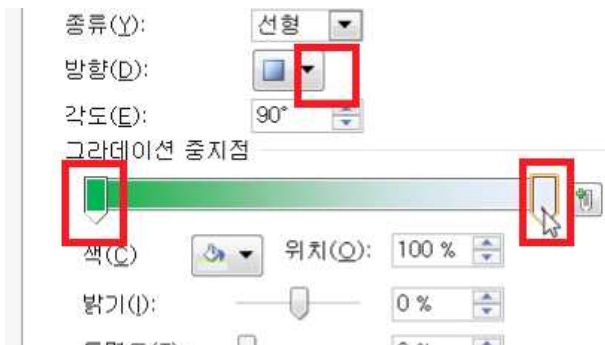 종류(Y): 선형
방향(D):
각도(E): 90°
그라데이션 중지점
색(C) 위치(O): 100 %
밝기(I): 0 %